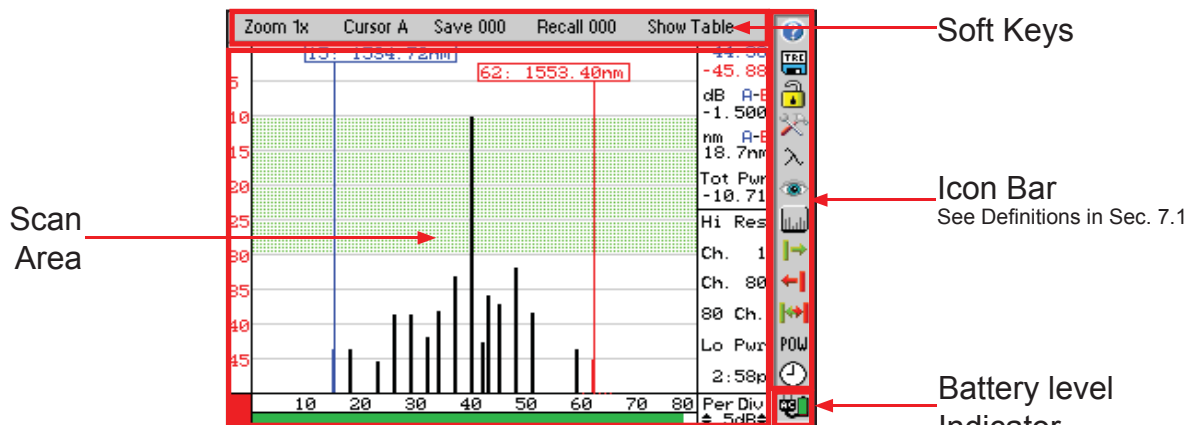 Zoom 1x Cursor A Save 000 Recall 000 Show Table
Soft Keys
62: 1553.40nm
-45.88
dB A-B
-1.500
nm A-B
18.7nm
Tot Pwr
-10.71
Hi Res
Ch. 1
Ch. 80
80 Ch.
Lo Pwr
2:58p
Per Div
5dB
5
10
15
20
25
30
35
40
45
10 20 30 40 50 60 70 80
TRC
λ
POW
AC
Scan
Area
Icon Bar
See Definitions in Sec. 7.1
Battery level
Indicator